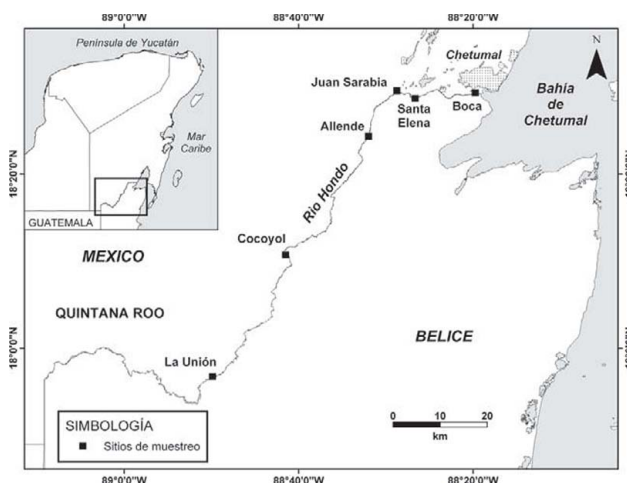 89°0'0"W
88°40'0"W
88°20'0"W
Península de Yucatán
Mar
Caribe
GUATEMALA
Chetumal
N
Juan Sarabia
Santa
Elena
Boca
Bahía
de
Chetumal
Allende
18°20'0"N
Río Hondo
Cocoyol
MEXICO
QUINTANA ROO
BELICE
18°0'0"N
La Unión
SIMBOLOGÍA
Sitios de muestreo
0 10 20
km
89°0'0"W
88°40'0"W
88°20'0"W